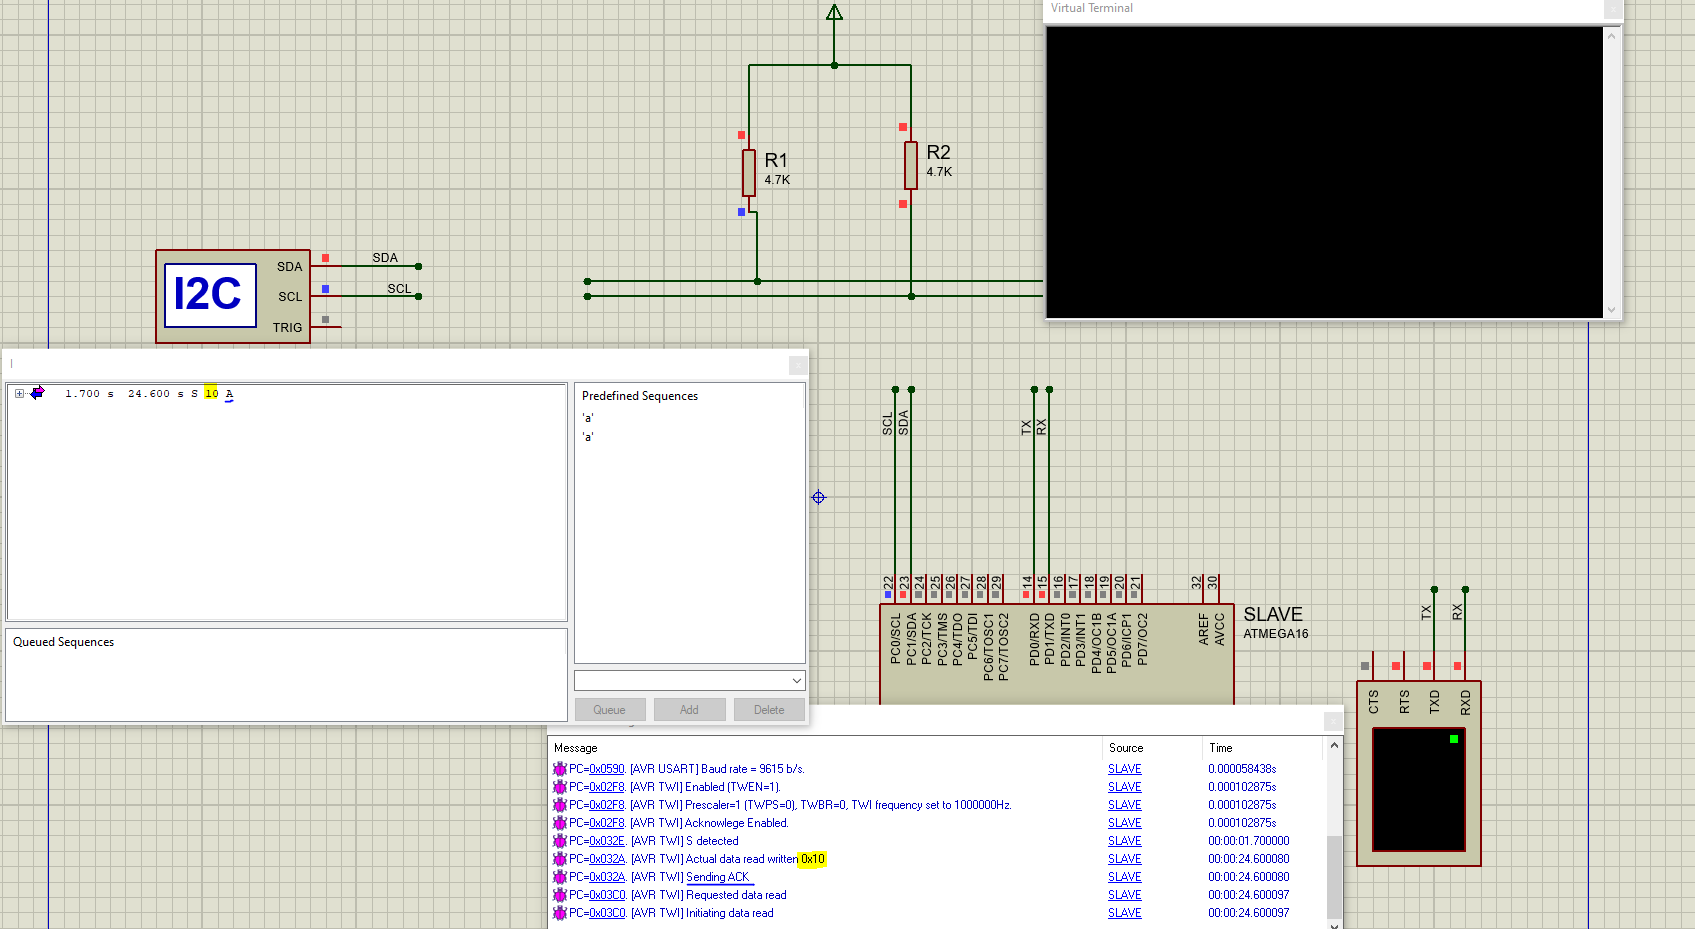 Virtual Terminal
R1
4.7K
R2
4.7K
I2C
SDA
SCL
TRIG
SDA
SCL
1.700 s 24.600 s S 10 A
Predefined Sequences
'a'
'a'
Queued Sequences
Queue
Add
Delete
SCL
SDA
TX
RX
22
23
24
25
26
27
28
29
14
15
16
17
18
19
20
21
32
30
PC0/SCL
PC1/SDA
PC2/TCK
PC3/TMS
PC4/TDO
PC5/TDI
PC6/TOSC1
PC7/TOSC2
PD0/RXD
PD1/TXD
PD2/INT0
PD3/INT1
PD4/OC1B
PD5/OC1A
PD6/ICP1
PD7/OC2
AREF
AVCC
SLAVE
ATMEGA16
TX
RX
CTS
RTS
TXD
RXD
Message Source Time
PC=0x0590. [AVR USART] Baud rate = 9615 b/s. SLAVE 0.000058438s
PC=0x02F8. [AVR TWI] Enabled (TWEN=1). SLAVE 0.000102875s
PC=0x02F8. [AVR TWI] Prescaler=1 (TWPS=0), TWBR=0, TWI frequency set to 1000000Hz. SLAVE 0.000102875s
PC=0x02F8. [AVR TWI] Acknowlege Enabled. SLAVE 0.000102875s
PC=0x032E. [AVR TWI] S detected SLAVE 00:00:01.700000
PC=0x032A. [AVR TWI] Actual data read written 0x10 SLAVE 00:00:24.600080
PC=0x032A. [AVR TWI] Sending ACK SLAVE 00:00:24.600080
PC=0x03C0. [AVR TWI] Requested data read SLAVE 00:00:24.600097
PC=0x03C0. [AVR TWI] Initiating data read SLAVE 00:00:24.600097